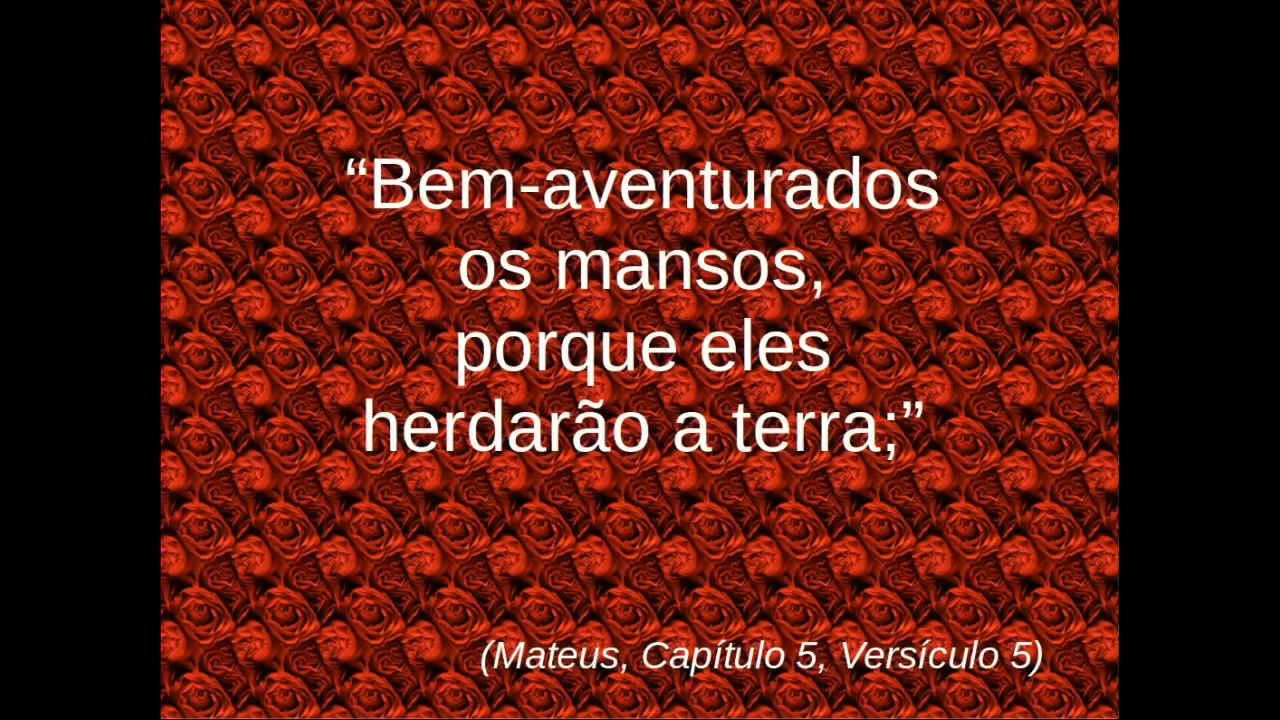 “Bem-aventurados
os mansos,
porque eles
herdarão a terra;”
(Mateus, Capítulo 5, Versículo 5)